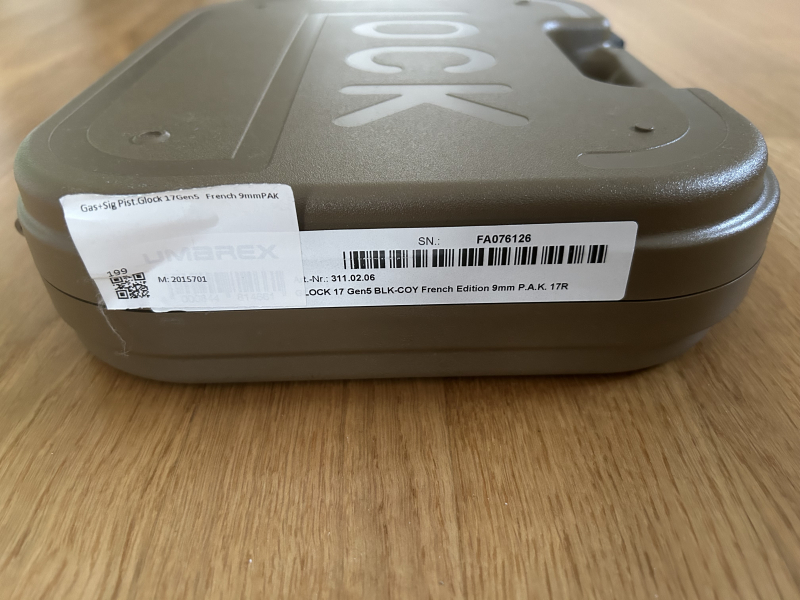 LOCK
Gas+Sig Pist.Glock 17Gen5 French 9mmPAK
UMAREX
199
M: 2015701
SN.: FA076126
t.-Nr.: 311.02.06
LOCK 17 Gen5 BLK-COY French Edition 9mm P.A.K. 17R